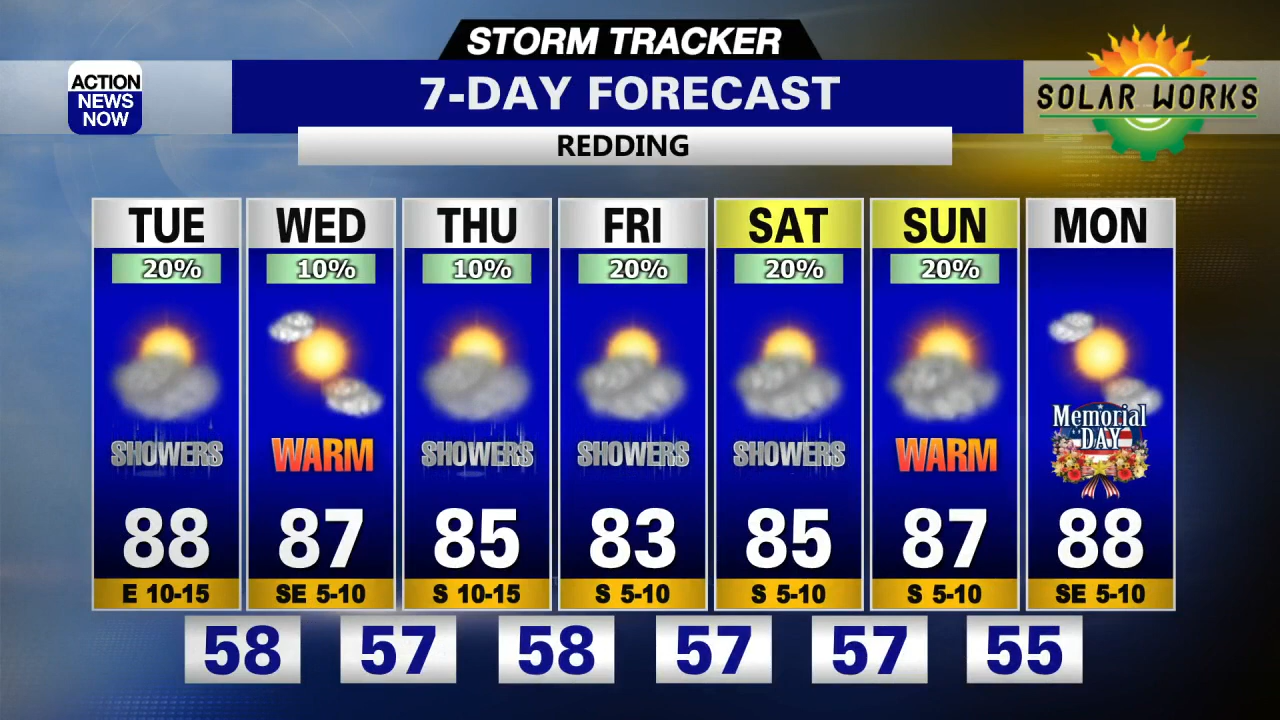 STORM TRACKER
ACTION
NEWS
NOW
7-DAY FORECAST
SOLAR WORKS
REDDING
TUE WED THU FRI SAT SUN MON
20% 10% 10% 20% 20% 20%
Memorial
DAY
SHOWERS WARM SHOWERS SHOWERS SHOWERS WARM
88 87 85 83 85 87 88
E 10-15 SE 5-10 S 10-15 S 5-10 S 5-10 S 5-10 SE 5-10
58 57 58 57 57 55